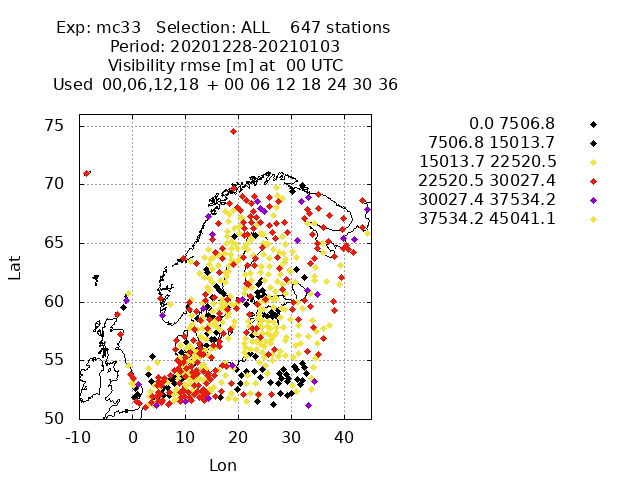 Exp: mc33 Selection: ALL 647 stations
Period: 20201228-20210103
Visibility rmse [m] at 00 UTC
Used 00,06,12,18 + 00 06 12 18 24 30 36
0.0 7506.8
7506.8 15013.7
15013.7 22520.5
22520.5 30027.4
30027.4 37534.2
37534.2 45041.1
75
70
65
60
55
50
Lat
-10 0 10 20 30 40
Lon